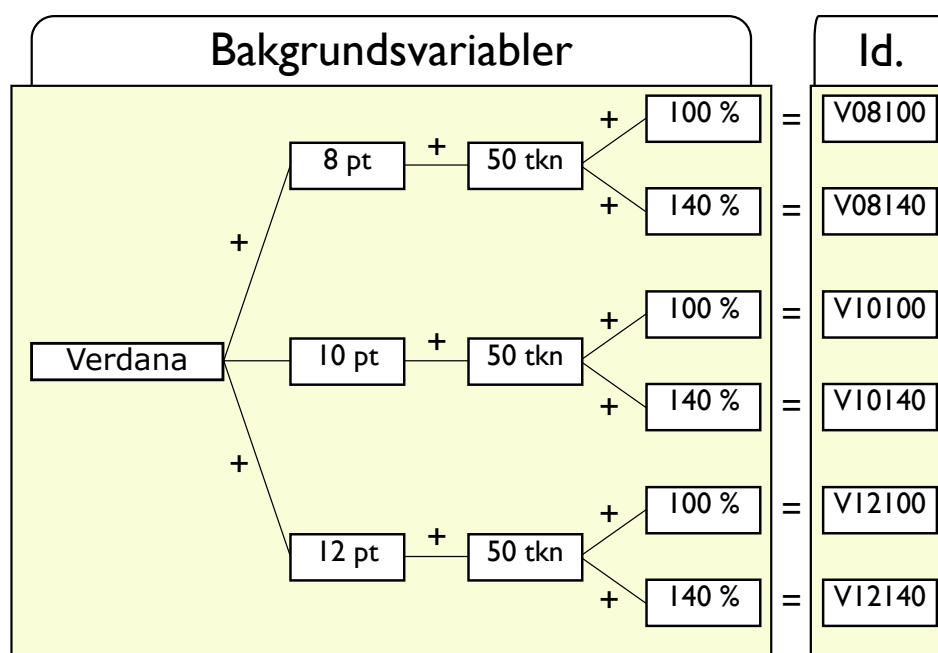 Bakgrundsvariabler Id.
+ 100 % = V08100
8 pt + 50 tkn
+ 140 % = V08140
+
+ 100 % = V10100
Verdana 10 pt + 50 tkn
+ 140 % = V10140
+
+ 100 % = V12100
12 pt + 50 tkn
+ 140 % = V12140